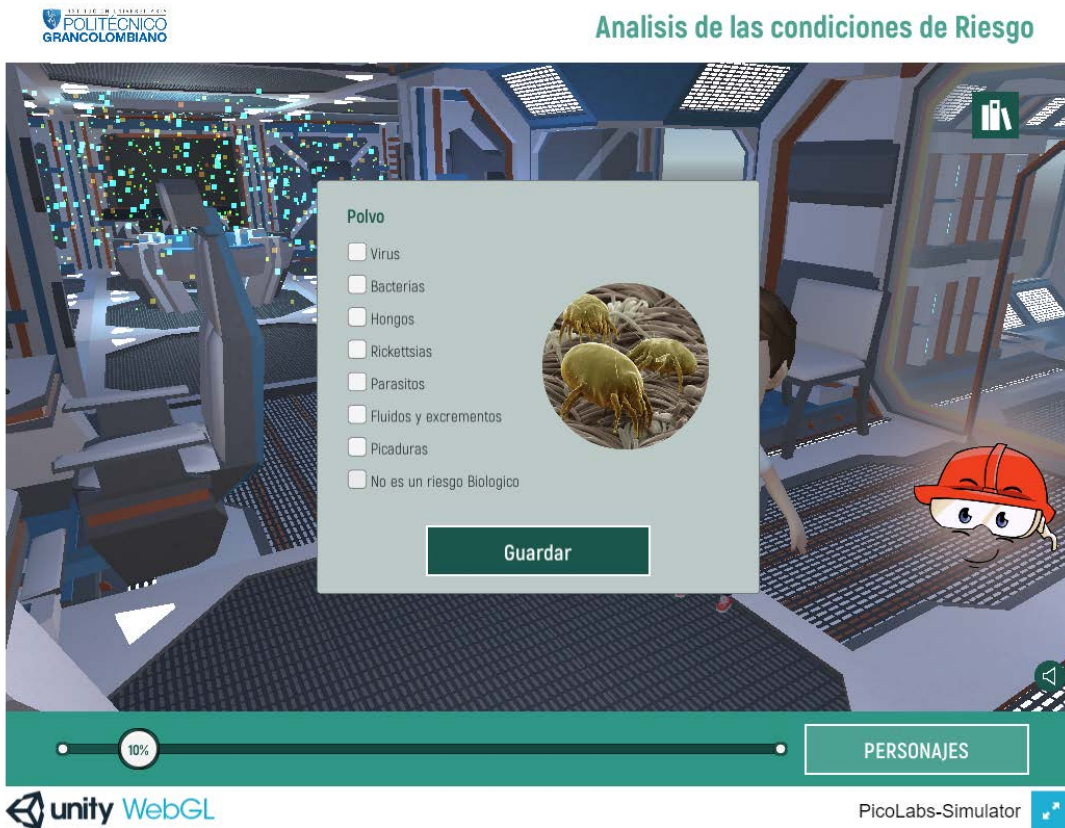 POLITÉCNICO
GRANCOLOMBIANO
Analisis de las condiciones de Riesgo
Polvo
Virus
Bacterias
Hongos
Rickettsias
Parasitos
Fluidos y excrementos
Picaduras
No es un riesgo Biologico
Guardar
10%
PERSONAJES
unity WebGL
PicoLabs-Simulator